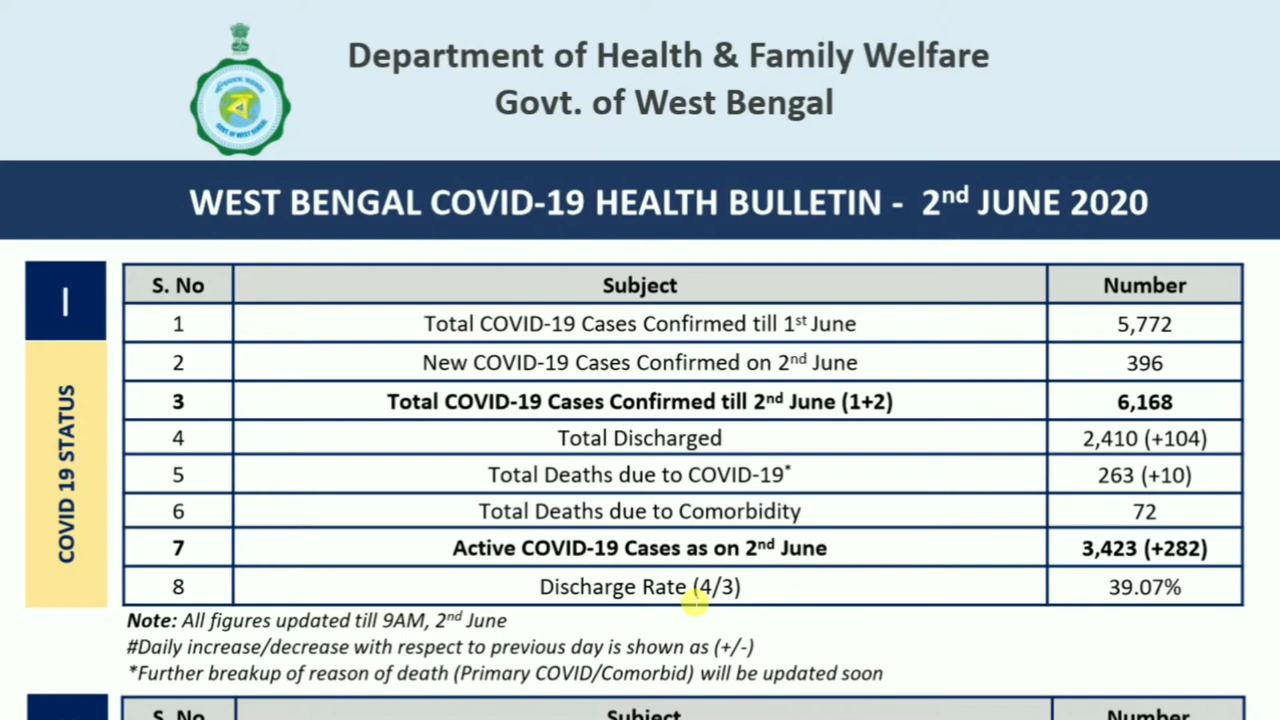 Department of Health & Family Welfare
Govt. of West Bengal
GOVT. OF WEST BENGAL
WEST BENGAL COVID-19 HEALTH BULLETIN - 2nd JUNE 2020
I
COVID 19 STATUS
S. No Subject Number
1 Total COVID-19 Cases Confirmed till 1st June 5,772
2 New COVID-19 Cases Confirmed on 2nd June 396
3 Total COVID-19 Cases Confirmed till 2nd June (1+2) 6,168
4 Total Discharged 2,410 (+104)
5 Total Deaths due to COVID-19* 263 (+10)
6 Total Deaths due to Comorbidity 72
7 Active COVID-19 Cases as on 2nd June 3,423 (+282)
8 Discharge Rate (4/3) 39.07%
Note: All figures updated till 9AM, 2nd June
#Daily increase/decrease with respect to previous day is shown as (+/-)
*Further breakup of reason of death (Primary COVID/Comorbid) will be updated soon
S. No Subject Number